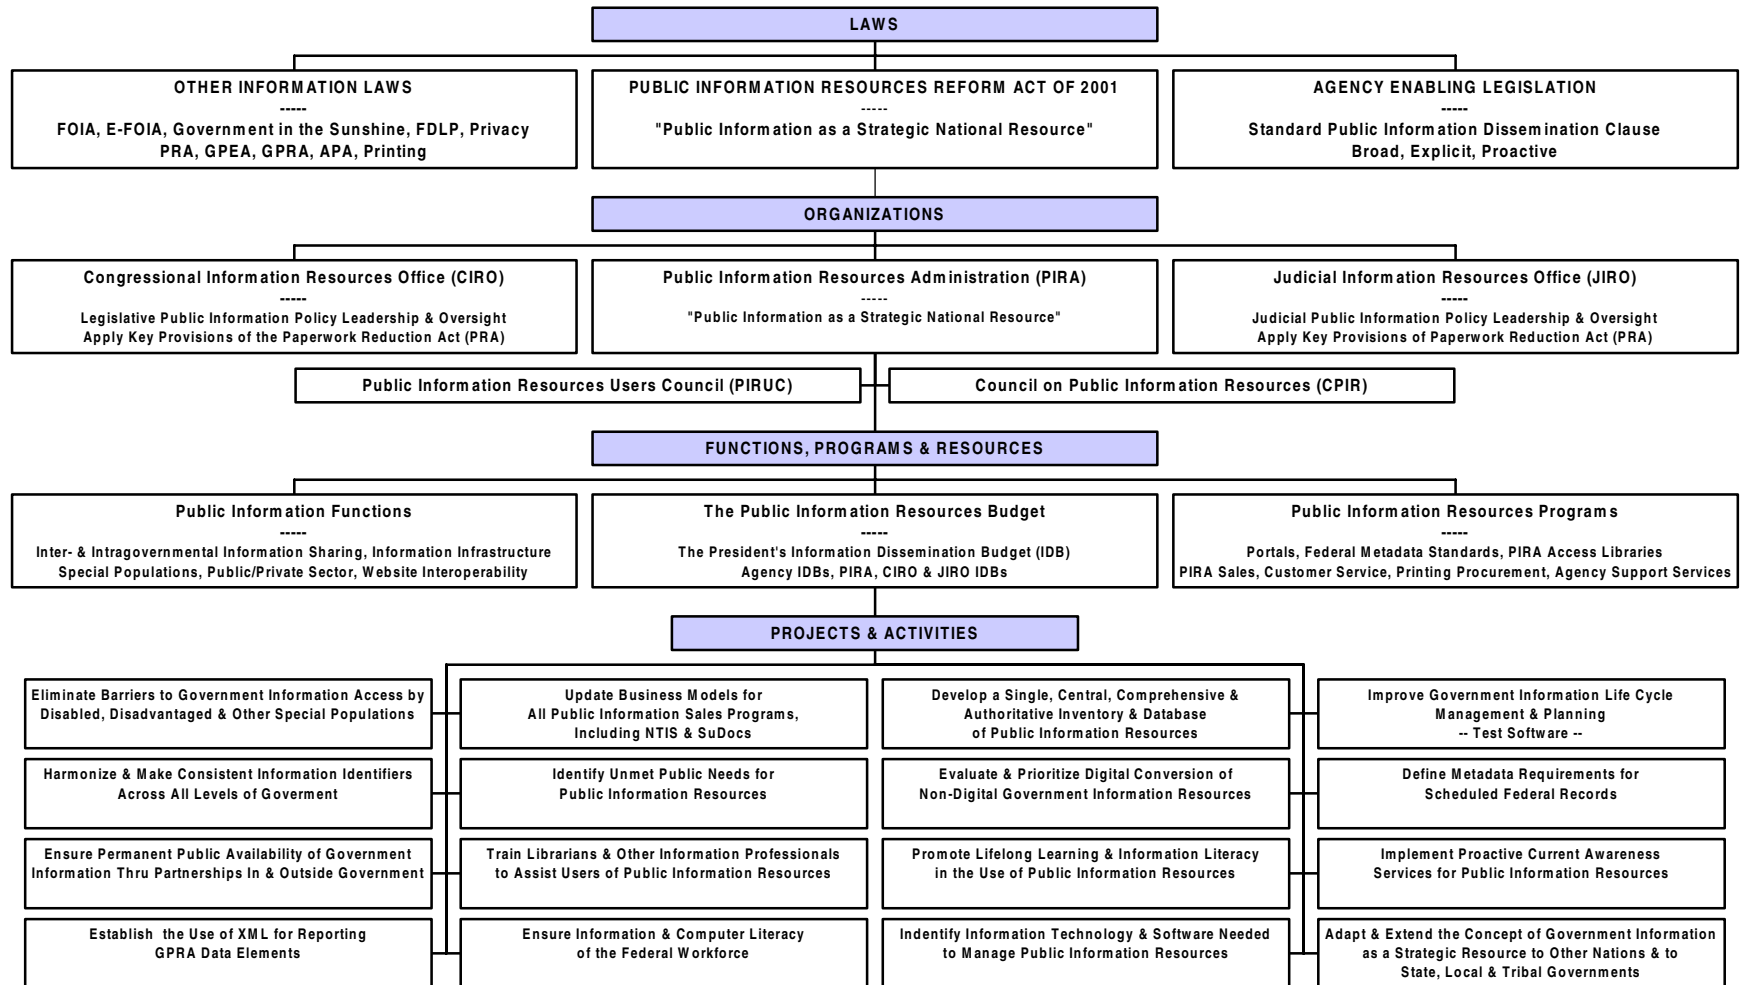 LAWS
OTHER INFORMATION LAWS
-----
FOIA, E-FOIA, Government in the Sunshine, FDLP, Privacy
PRA, GPEA, GPRA, APA, Printing
PUBLIC INFORMATION RESOURCES REFORM ACT OF 2001
-----
"Public Information as a Strategic National Resource"
AGENCY ENABLING LEGISLATION
-----
Standard Public Information Dissemination Clause
Broad, Explicit, Proactive
ORGANIZATIONS
Congressional Information Resources Office (CIRO)
-----
Legislative Public Information Policy Leadership & Oversight
Apply Key Provisions of the Paperwork Reduction Act (PRA)
Public Information Resources Administration (PIRA)
-----
"Public Information as a Strategic National Resource"
Judicial Information Resources Office (JIRO)
-----
Judicial Public Information Policy Leadership & Oversight
Apply Key Provisions of Paperwork Reduction Act (PRA)
Public Information Resources Users Council (PIRUC)
Council on Public Information Resources (CPIR)
FUNCTIONS, PROGRAMS & RESOURCES
Public Information Functions
-----
Inter- & Intragovernmental Information Sharing, Information Infrastructure
Special Populations, Public/Private Sector, Website Interoperability
The Public Information Resources Budget
-----
The President's Information Dissemination Budget (IDB)
Agency IDBs, PIRA, CIRO & JIRO IDBs
Public Information Resources Programs
-----
Portals, Federal Metadata Standards, PIRA Access Libraries
PIRA Sales, Customer Service, Printing Procurement, Agency Support Services
PROJECTS & ACTIVITIES
Eliminate Barriers to Government Information Access by
Disabled, Disadvantaged & Other Special Populations
Update Business Models for
All Public Information Sales Programs,
Including NTIS & SuDocs
Develop a Single, Central, Comprehensive &
Authoritative Inventory & Database
of Public Information Resources
Improve Government Information Life Cycle
Management & Planning
-- Test Software --
Harmonize & Make Consistent Information Identifiers
Across All Levels of Goverment
Identify Unmet Public Needs for
Public Information Resources
Evaluate & Prioritize Digital Conversion of
Non-Digital Government Information Resources
Define Metadata Requirements for
Scheduled Federal Records
Ensure Permanent Public Availability of Government
Information Thru Partnerships In & Outside Government
Train Librarians & Other Information Professionals
to Assist Users of Public Information Resources
Promote Lifelong Learning & Information Literacy
in the Use of Public Information Resources
Implement Proactive Current Awareness
Services for Public Information Resources
Establish the Use of XML for Reporting
GPRA Data Elements
Ensure Information & Computer Literacy
of the Federal Workforce
Indentify Information Technology & Software Needed
to Manage Public Information Resources
Adapt & Extend the Concept of Government Information
as a Strategic Resource to Other Nations & to
State, Local & Tribal Governments